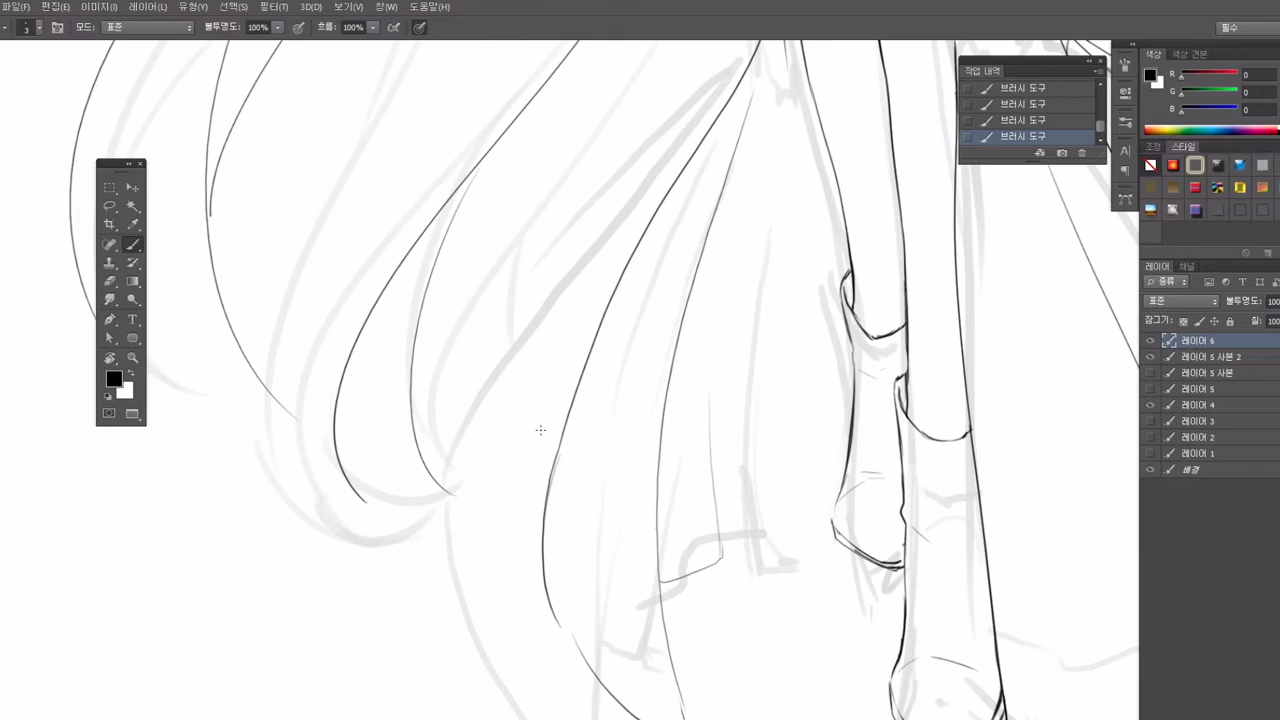 파일(F) 편집(E) 이미지(I) 레이어(L) 유형(Y) 선택(S) 필터(T) 3D(D) 보기(V) 창(W) 도움말(H)
3 모드: 표준 불투명도: 100% 흐름: 100% 필수
작업 내역
브러시 도구
브러시 도구
브러시 도구
브러시 도구
색상 색상 견본
R 0
G 0
B 0
조정 스타일
레이어 채널
종류
표준 불투명도: 100
잠그기: 칠: 100
레이어 6
레이어 5 사본 2
레이어 5 사본
레이어 5
레이어 4
레이어 3
레이어 2
레이어 1
배경